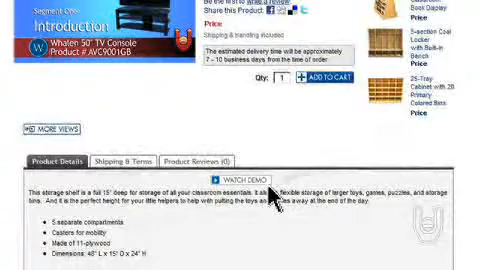 Be the first to write a review
Segment One:
Introduction
Whalen 50" TV Console
Product # AVC9001GB
Share this Product:
Price
Shipping & handling included
The estimated delivery time will be approximately
7 - 10 business days from the time of order
Qty: 1 ADD TO CART
Book Display
Price
5-section Coat
Locker
with Built-in
Bench
Price
25-Tray
Cabinet with 25
Primary
Colored Bins
Price
MORE VIEWS
Product Details Shipping & Terms Product Reviews (0)
WATCH DEMO
This storage shelf is a full 15" deep for storage of all your classroom essentials. It flexible storage of larger toys, games, puzzles, and storage
bins. And it is the perfect height for your little helpers to help with putting the toys away at the end of the day.
5 separate compartments
Casters for mobility
Made of 11-plywood
Dimensions: 48" L x 15" D x 24" H